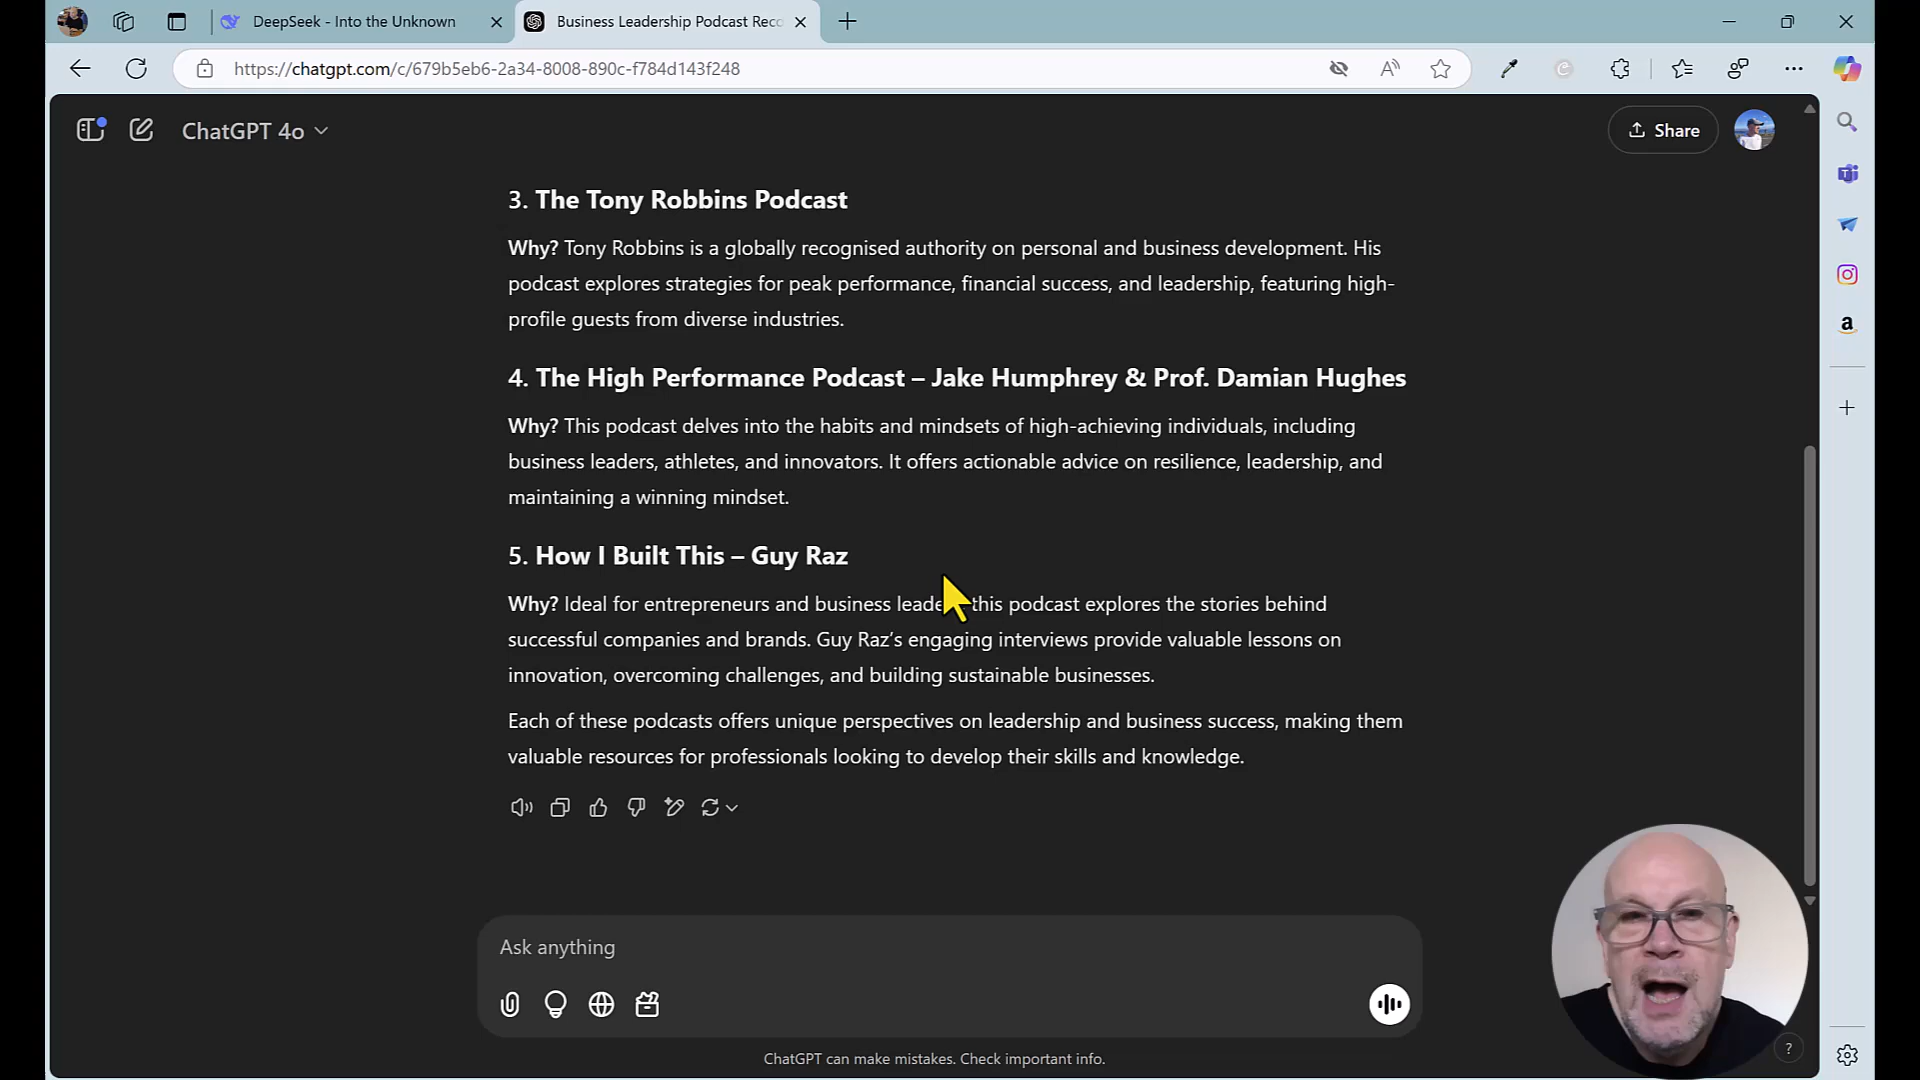 DeepSeek - Into the Unknown
Business Leadership Podcast Reco
https://chatgpt.com/c/679b5eb6-2a34-8008-890c-f784d143f248
ChatGPT 4o
Share
3. The Tony Robbins Podcast
Why? Tony Robbins is a globally recognised authority on personal and business development. His
podcast explores strategies for peak performance, financial success, and leadership, featuring high-
profile guests from diverse industries.
4. The High Performance Podcast – Jake Humphrey & Prof. Damian Hughes
Why? This podcast delves into the habits and mindsets of high-achieving individuals, including
business leaders, athletes, and innovators. It offers actionable advice on resilience, leadership, and
maintaining a winning mindset.
5. How I Built This – Guy Raz
Why? Ideal for entrepreneurs and business this podcast explores the stories behind
successful companies and brands. Guy Raz’s engaging interviews provide valuable lessons on
innovation, overcoming challenges, and building sustainable businesses.
Each of these podcasts offers unique perspectives on leadership and business success, making them
valuable resources for professionals looking to develop their skills and knowledge.
Ask anything
ChatGPT can make mistakes. Check important info.
?